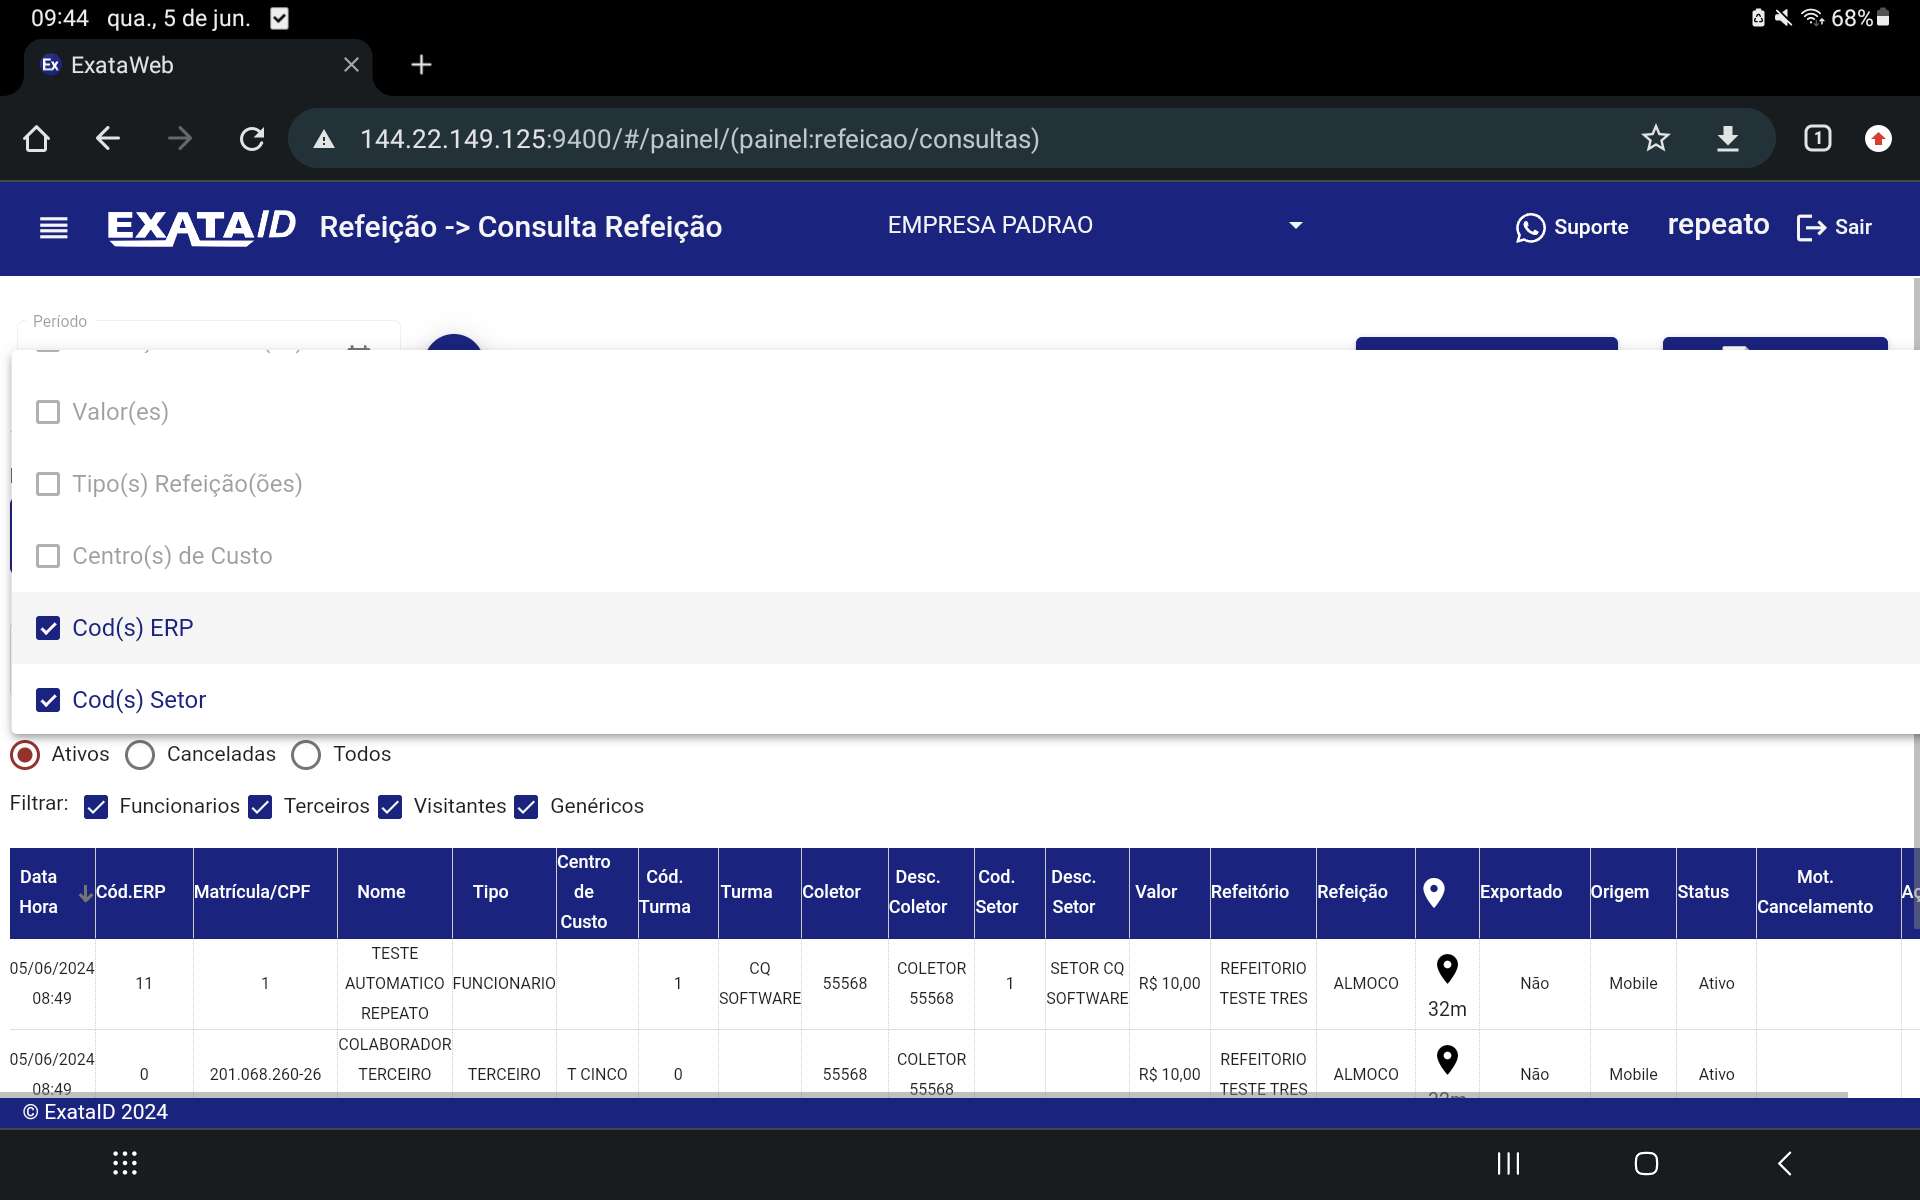 09:44 qua., 5 de jun.
68%
Ex ExataWeb
144.22.149.125:9400/#/painel/(painel:refeicao/consultas)
1
EXATA/D Refeição -> Consulta Refeição
EMPRESA PADRAO
Suporte
repeato
Sair
Período
Valor(es)
Tipo(s) Refeição(ões)
Centro(s) de Custo
Cod(s) ERP
Cod(s) Setor
Ativos Canceladas Todos
Filtrar: Funcionarios Terceiros Visitantes Genéricos
Data Hora Cód.ERP Matrícula/CPF Nome Tipo Centro de Custo Cód. Turma Turma Coletor Desc. Coletor Cod. Setor Desc. Setor Valor Refeitório Refeição Exportado Origem Status Mot. Cancelamento
05/06/2024 08:49 11 1 TESTE AUTOMATICO REPEATO FUNCIONARIO 1 CQ SOFTWARE 55568 COLETOR 55568 1 SETOR CQ SOFTWARE R$ 10,00 REFEITORIO TESTE TRES ALMOCO 32m Não Mobile Ativo
05/06/2024 08:49 0 201.068.260-26 COLABORADOR TERCEIRO TERCEIRO T CINCO 0 55568 COLETOR 55568 R$ 10,00 REFEITORIO TESTE TRES ALMOCO Não Mobile Ativo
© ExataID 2024